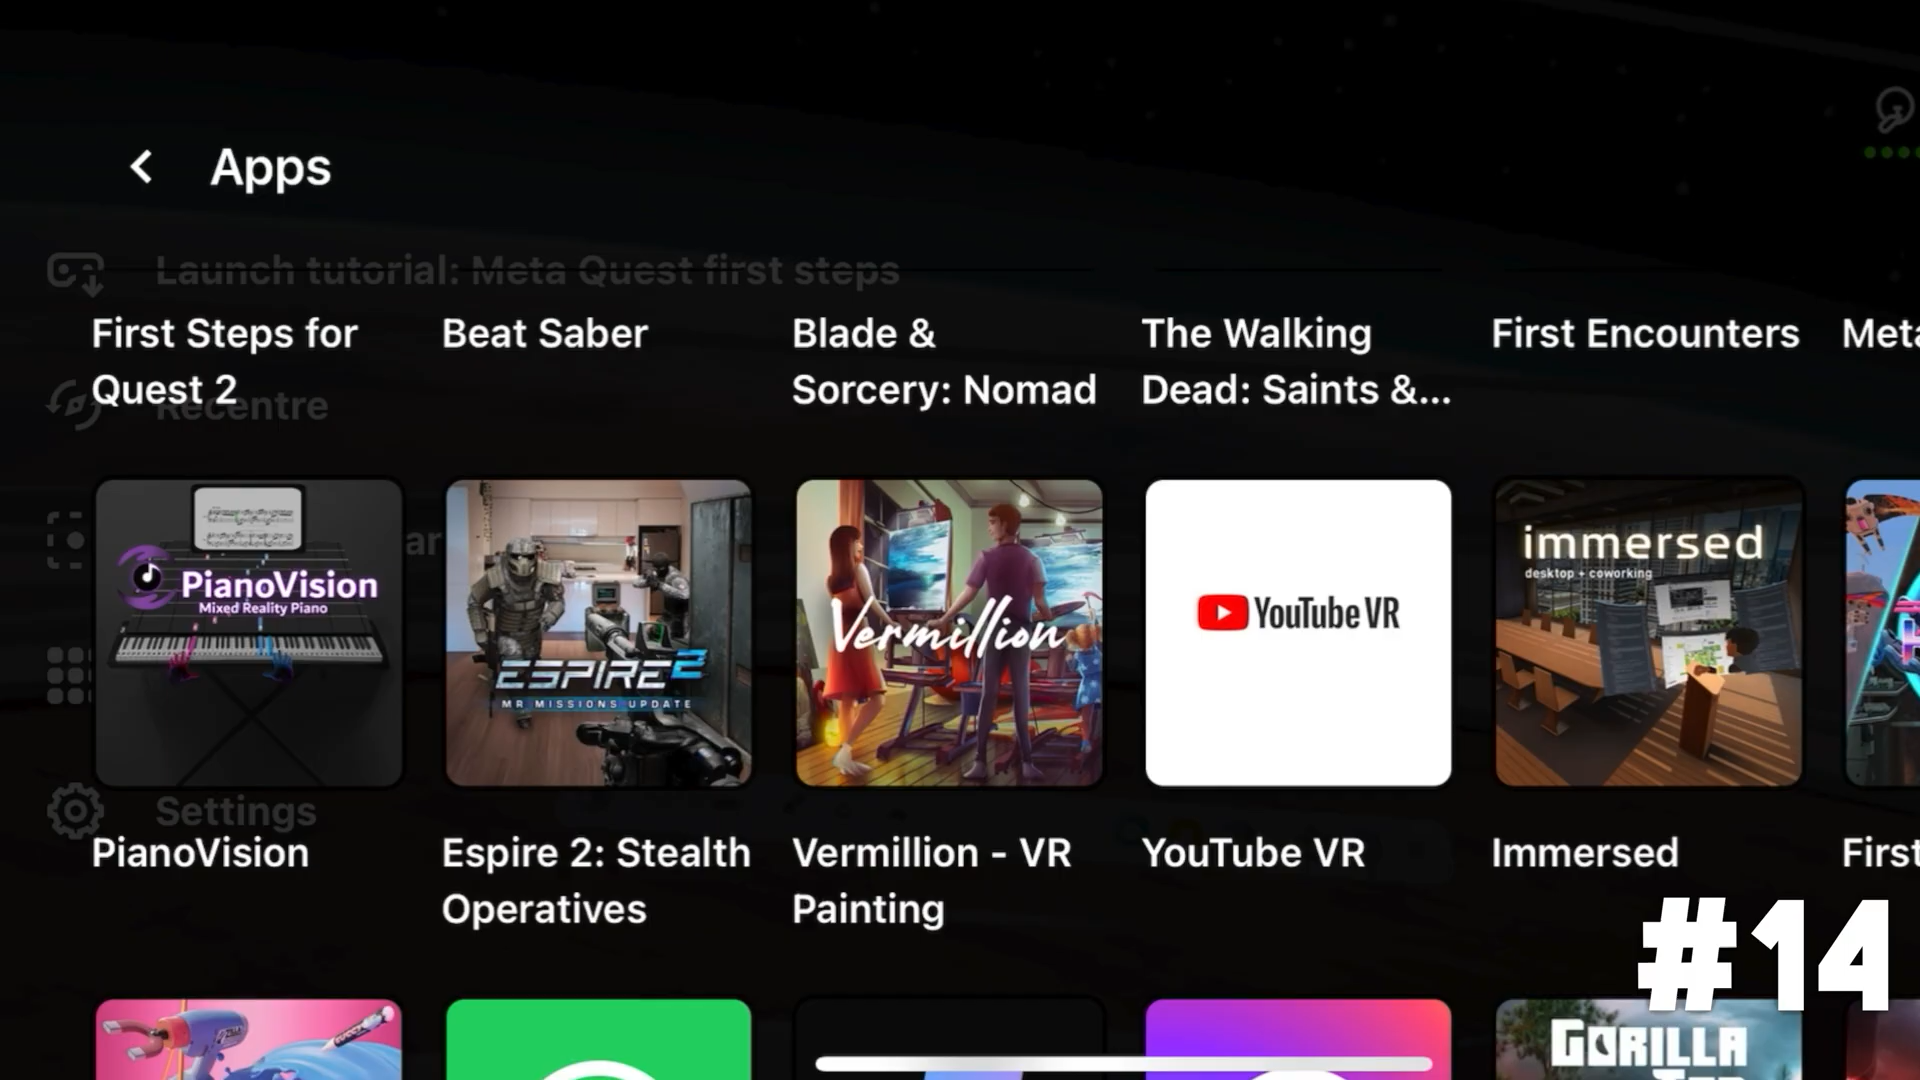 Apps
Launch tutorial: Meta Quest first steps
First Steps for
Quest 2
Beat Saber
Blade &
Sorcery: Nomad
The Walking
Dead: Saints &...
First Encounters
Meta
Recentre
PianoVision
Mixed Reality Piano
ESPIRE 2
MR MISSIONS UPDATE
Vermillion
YouTube VR
immersed
desktop + coworking
Settings
PianoVision
Espire 2: Stealth
Operatives
Vermillion - VR
Painting
YouTube VR
Immersed
First
#14
GORILLA